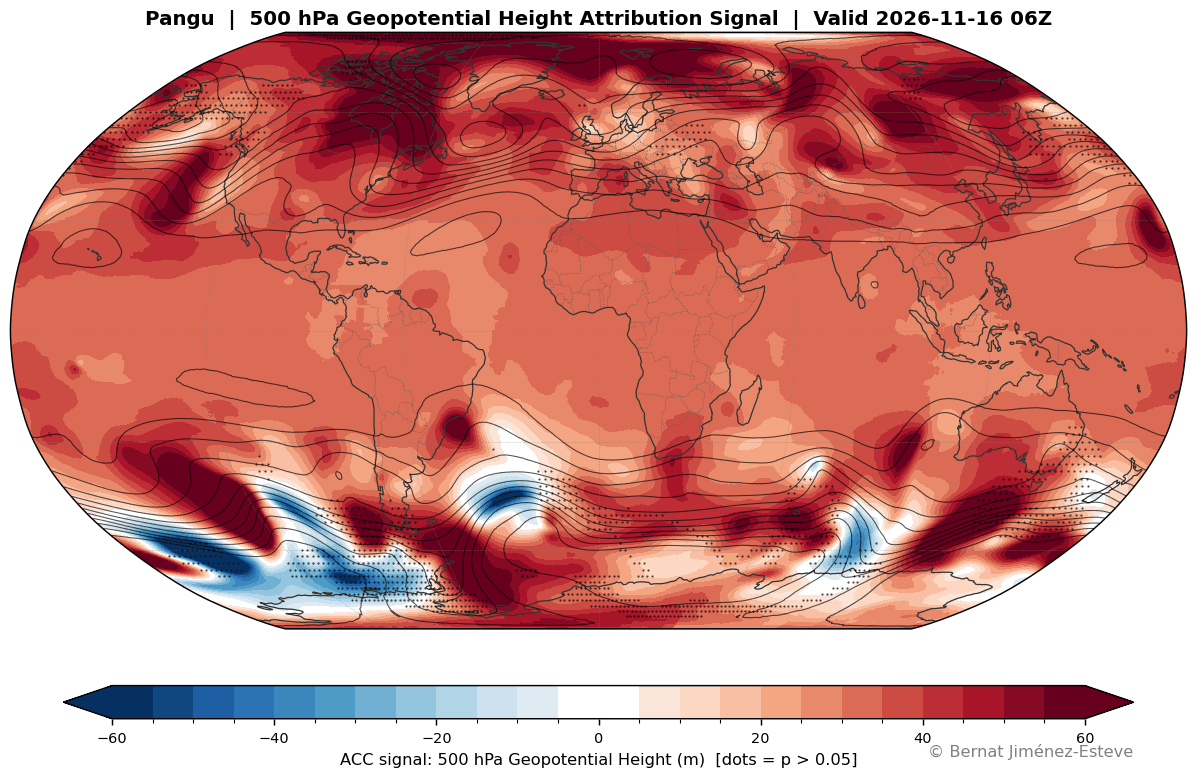 Pangu | 500 hPa Geopotential Height Attribution Signal | Valid 2026-11-16 06Z
−60 −40 −20 0 20 40 60
ACC signal: 500 hPa Geopotential Height (m) [dots = p > 0.05]
© Bernat Jiménez-Esteve